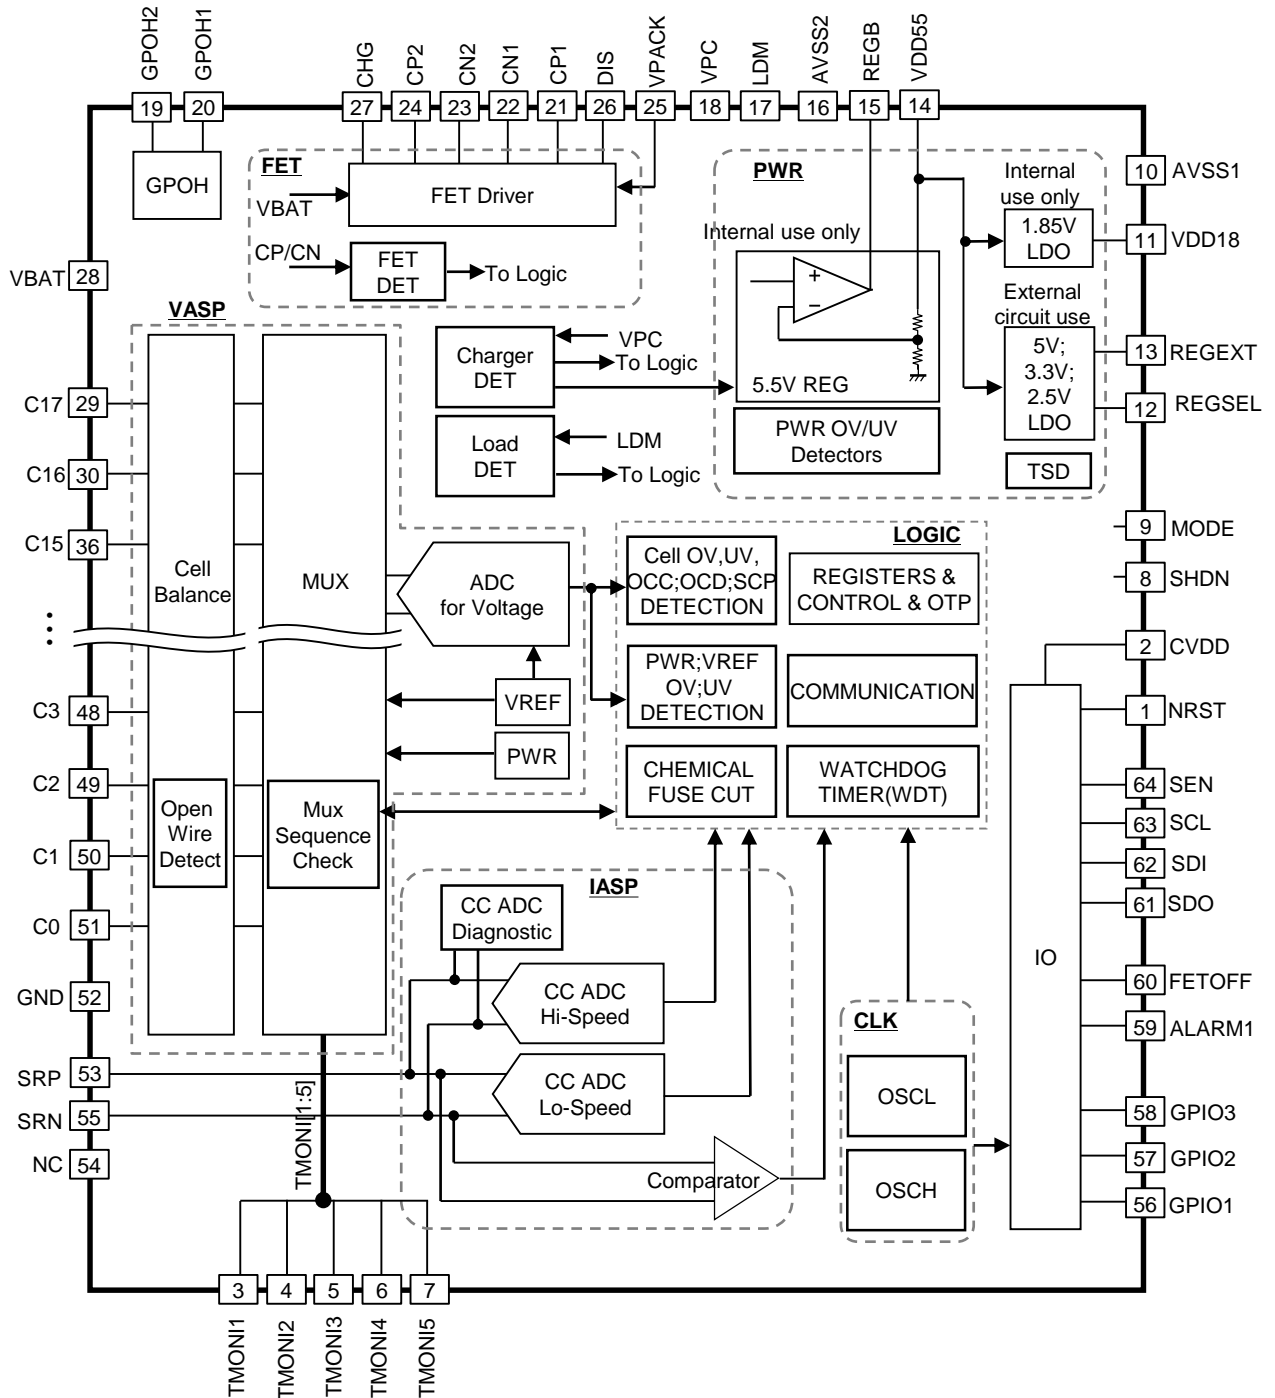 GPOH2
GPOH1
CHG
CP2
CN2
CN1
CP1
DIS
VPACK
VPC
LDM
AVSS2
REGB
VDD55
19
20
27
24
23
22
21
26
25
18
17
16
15
14
GPOH
FET
FET Driver
VBAT
CP/CN
FET
DET
To Logic
PWR
Internal use only
5.5V REG
+
−
PWR OV/UV
Detectors
Internal
use only
1.85V
LDO
External
circuit use
5V;
3.3V;
2.5V
LDO
TSD
10
AVSS1
11
VDD18
13
REGEXT
12
REGSEL
9
MODE
8
SHDN
2
CVDD
1
NRST
64
SEN
63
SCL
62
SDI
61
SDO
60
FETOFF
59
ALARM1
58
GPIO3
57
GPIO2
56
GPIO1
VBAT
28
C17
29
C16
30
C15
36
⋮
C3
48
C2
49
C1
50
C0
51
GND
52
SRP
53
SRN
55
NC
54
VASP
Cell
Balance
MUX
Open
Wire
Detect
Mux
Sequence
Check
ADC
for Voltage
VREF
PWR
Charger
DET
VPC
To Logic
Load
DET
LDM
To Logic
LOGIC
Cell OV,UV,
OCC;OCD;SCP
DETECTION
REGISTERS &
CONTROL & OTP
PWR;VREF
OV;UV
DETECTION
COMMUNICATION
CHEMICAL
FUSE CUT
WATCHDOG
TIMER(WDT)
IASP
CC ADC
Diagnostic
CC ADC
Hi-Speed
CC ADC
Lo-Speed
Comparator
CLK
OSCL
OSCH
IO
TMONI[1:5]
3
4
5
6
7
TMONI1
TMONI2
TMONI3
TMONI4
TMONI5